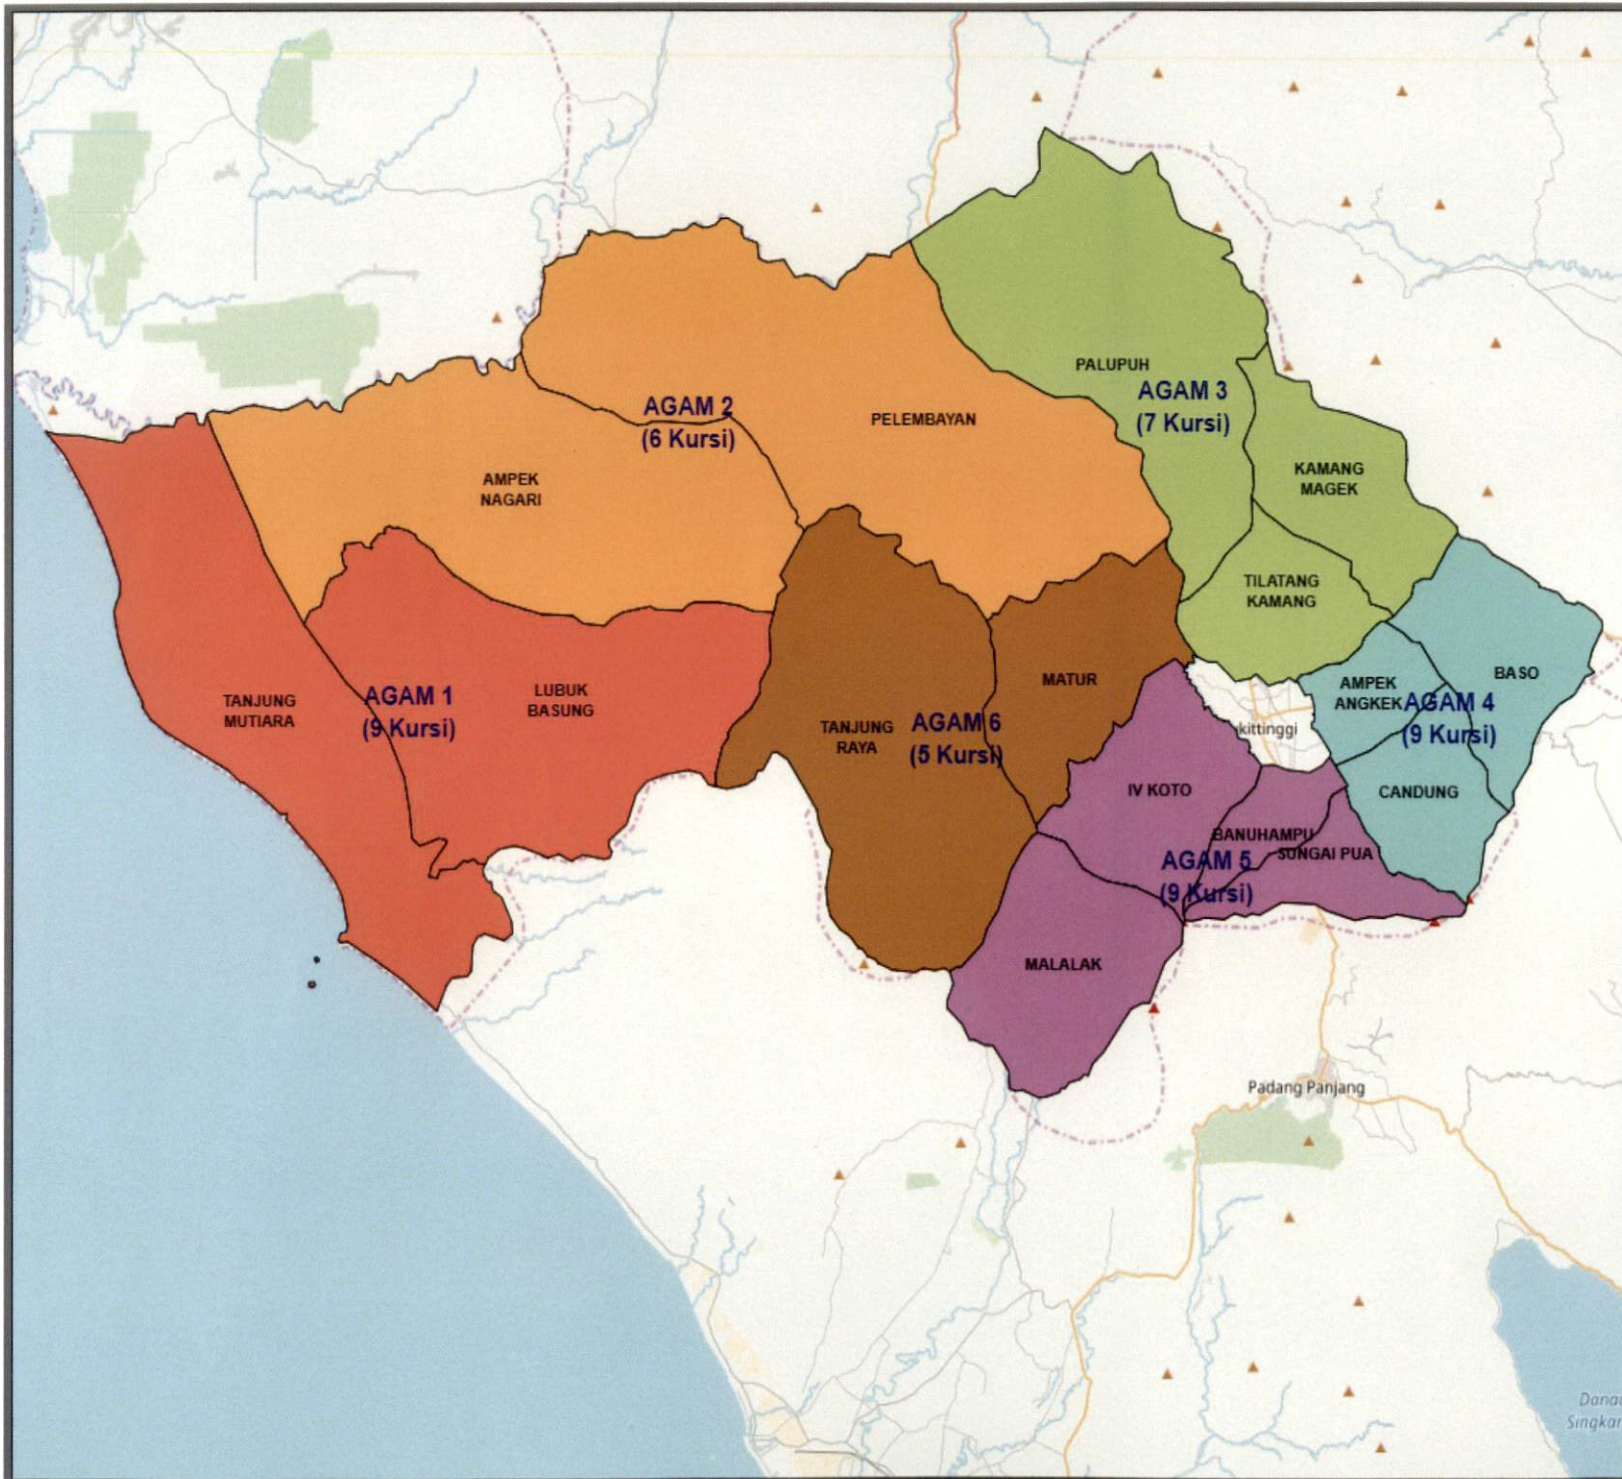 PALUPUH
AGAM 3
(7 Kursi)
AGAM 2
(6 Kursi)
PELEMBAYAN
KAMANG
MAGEK
AMPEK
NAGARI
TILATANG
KAMANG
BASO
MATUR
AMPEK
ANGKEK
AGAM 4
(9 Kursi)
LUBUK
BASUNG
AGAM 1
(9 Kursi)
TANJUNG
MUTIARA
TANJUNG
RAYA
AGAM 6
(5 Kursi)
kittinggi
IV KOTO
CANDUNG
BANUHAMPU
SUNGAI PUA
AGAM 5
(9 Kursi)
MALALAK
Padang Panjang
Danau
Singkar